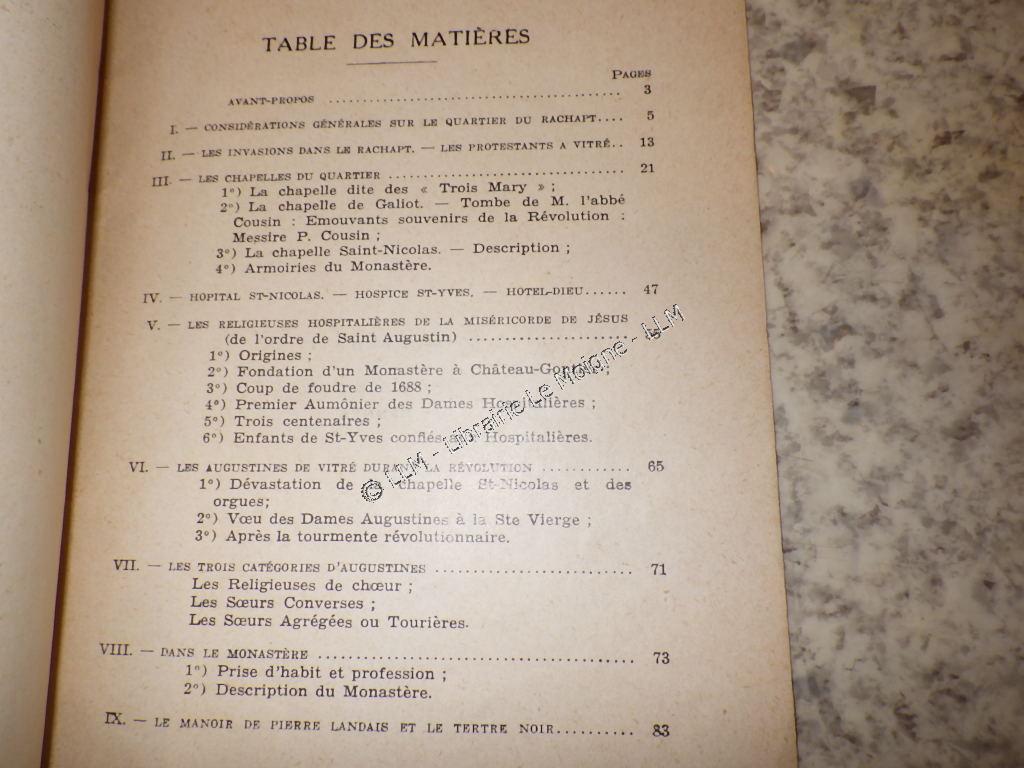 TABLE DES MATIÈRES
PAGES
AVANT-PROPOS ........................................ 3
I. — CONSIDÉRATIONS GÉNÉRALES SUR LE QUARTIER DU RACHAPT.... 5
II. — LES INVASIONS DANS LE RACHAPT. — LES PROTESTANTS A VITRÉ.. 13
III. — LES CHAPELLES DU QUARTIER ................................ 21
1°) La chapelle dite des « Trois Mary » ;
2°) La chapelle de Galiot. — Tombe de M. l'abbé
Cousin : Emouvants souvenirs de la Révolution :
Messire P. Cousin ;
3°) La chapelle Saint-Nicolas. — Description ;
4°) Armoiries du Monastère.
IV. — HOPITAL ST-NICOLAS. — HOSPICE ST-YVES. — HOTEL-DIEU...... 47
V. — LES RELIGIEUSES HOSPITALIÈRES DE LA MISÉRICORDE DE JÉSUS
(de l'ordre de Saint Augustin) ........................
1°) Origines ;
2°) Fondation d'un Monastère à Château-Gontier ;
3°) Coup de foudre de 1688 ;
4°) Premier Aumônier des Dames Hospitalières ;
5°) Trois centenaires ;
6°) Enfants de St-Yves confiés aux Hospitalières.
VI. — LES AUGUSTINES DE VITRÉ DURANT LA RÉVOLUTION ............ 65
1°) Dévastation de la chapelle St-Nicolas et des
orgues;
2°) Vœu des Dames Augustines à la Ste Vierge ;
3°) Après la tourmente révolutionnaire.
VII. — LES TROIS CATÉGORIES D'AUGUSTINES .......................... 71
Les Religieuses de chœur ;
Les Sœurs Converses ;
Les Sœurs Agrégées ou Tourières.
VIII. — DANS LE MONASTÈRE ........................................ 73
1°) Prise d'habit et profession ;
2°) Description du Monastère.
IX. — LE MANOIR DE PIERRE LANDAIS ET LE TERTRE NOIR.......... 83
© LLM - Librairie Le Moigne - LLM